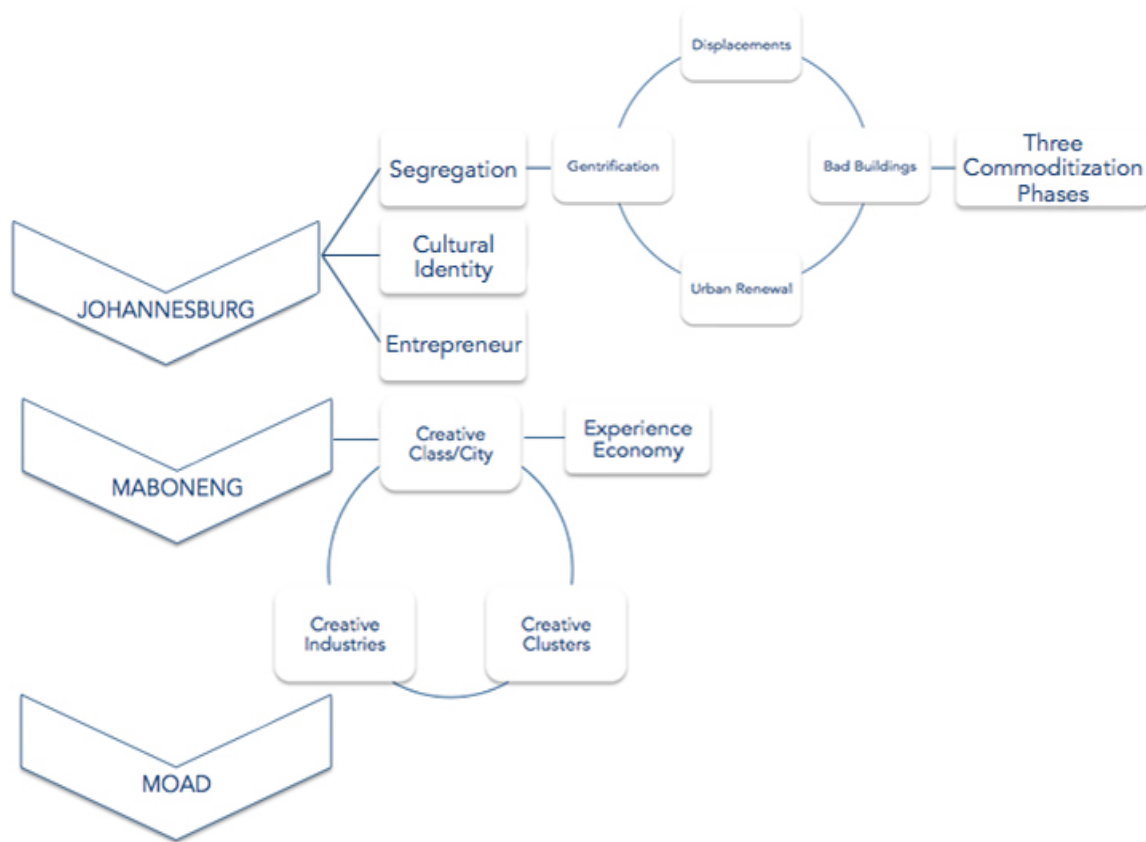 Displacements
Segregation
Gentrification
Bad Buildings
Three
Commoditization
Phases
Cultural
Identity
Urban Renewal
JOHANNESBURG
Entrepreneur
Creative
Class/City
Experience
Economy
MABONENG
Creative
Industries
Creative
Clusters
MOAD